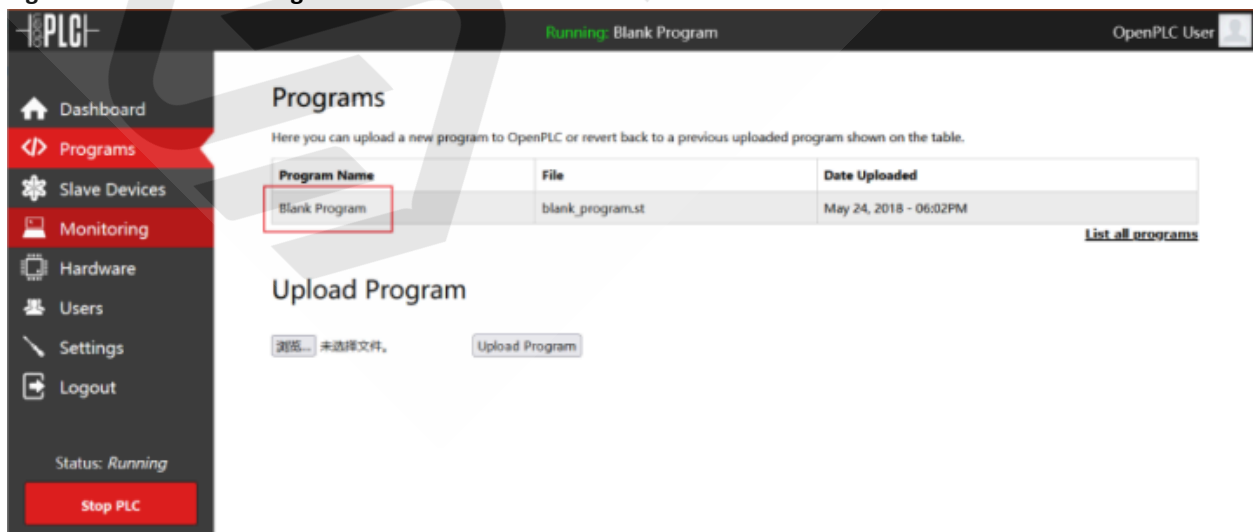 PLC
Running: Blank Program
OpenPLC User
Dashboard
Programs
Slave Devices
Monitoring
Hardware
Users
Settings
Logout
Status: Running
Stop PLC
Programs
Here you can upload a new program to OpenPLC or revert back to a previous uploaded program shown on the table.
Program Name File Date Uploaded
Blank Program blank_program.st May 24, 2018 - 06:02PM
List all programs
Upload Program
浏览... 未选择文件。 Upload Program